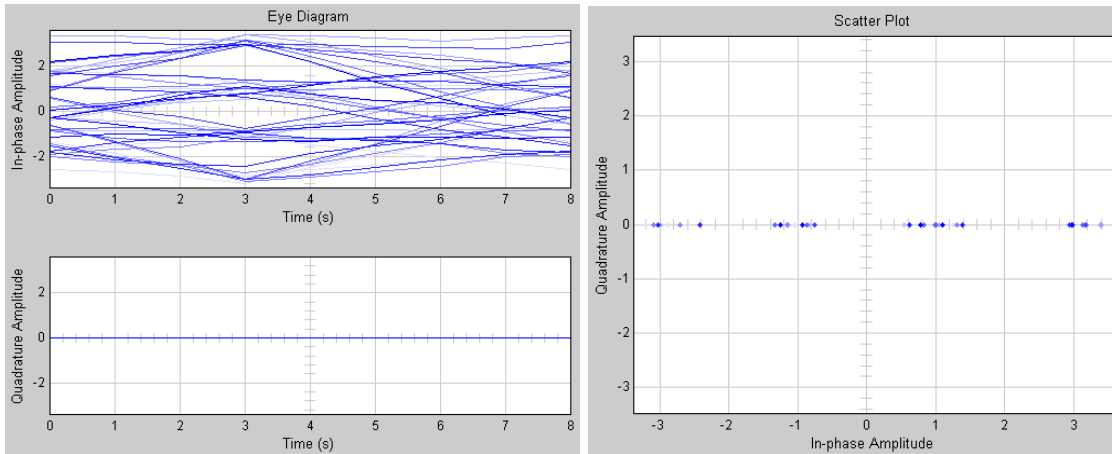 Eye Diagram
In-phase Amplitude
2
0
-2
0 1 2 3 4 5 6 7 8
Time (s)
Quadrature Amplitude
2
0
-2
0 1 2 3 4 5 6 7 8
Time (s)
Scatter Plot
Quadrature Amplitude
3
2
1
0
-1
-2
-3
-3 -2 -1 0 1 2 3
In-phase Amplitude